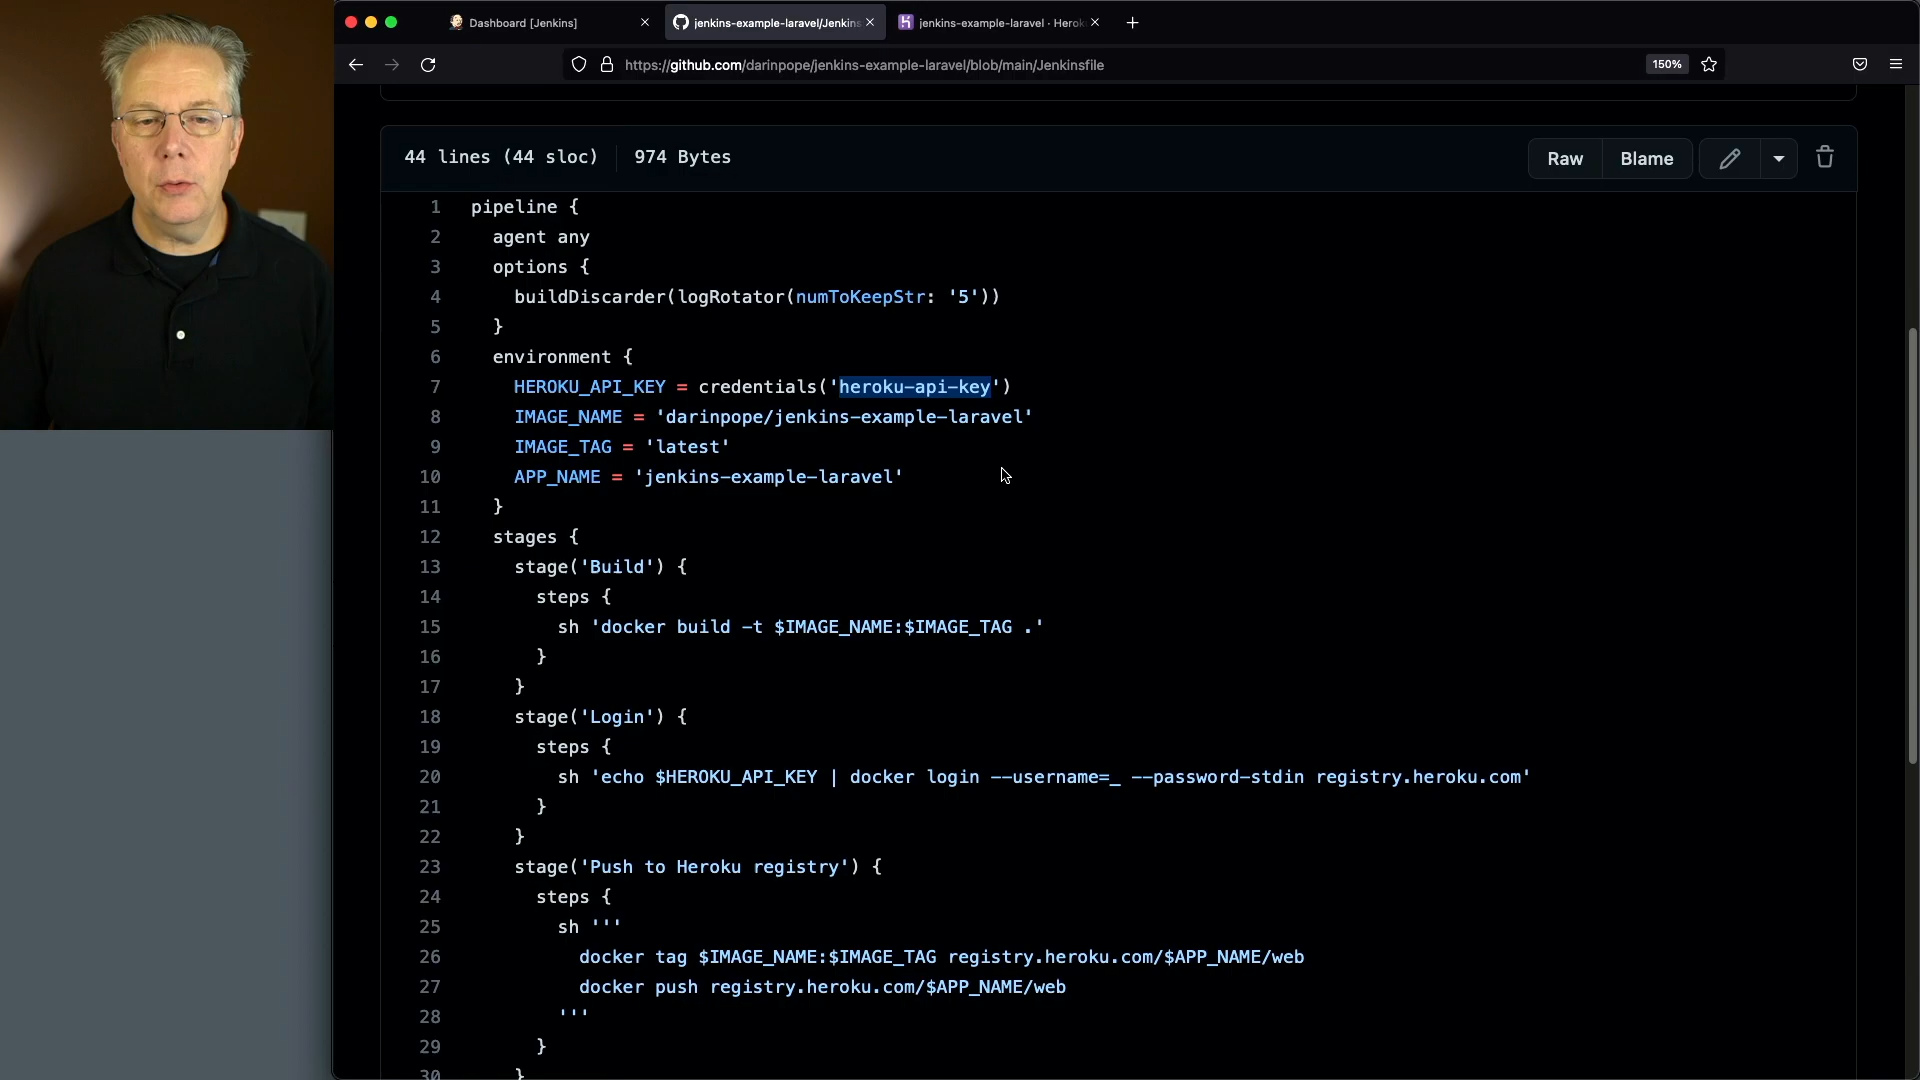 Dashboard [Jenkins]
jenkins-example-laravel/Jenkins
jenkins-example-laravel · Herok
https://github.com/darinpope/jenkins-example-laravel/blob/main/Jenkinsfile
150%
44 lines (44 sloc) 974 Bytes
Raw Blame
1 pipeline {
2 agent any
3 options {
4 buildDiscarder(logRotator(numToKeepStr: '5'))
5 }
6 environment {
7 HEROKU_API_KEY = credentials('heroku-api-key')
8 IMAGE_NAME = 'darinpope/jenkins-example-laravel'
9 IMAGE_TAG = 'latest'
10 APP_NAME = 'jenkins-example-laravel'
11 }
12 stages {
13 stage('Build') {
14 steps {
15 sh 'docker build -t $IMAGE_NAME:$IMAGE_TAG .'
16 }
17 }
18 stage('Login') {
19 steps {
20 sh 'echo $HEROKU_API_KEY | docker login --username=_ --password-stdin registry.heroku.com'
21 }
22 }
23 stage('Push to Heroku registry') {
24 steps {
25 sh '''
26 docker tag $IMAGE_NAME:$IMAGE_TAG registry.heroku.com/$APP_NAME/web
27 docker push registry.heroku.com/$APP_NAME/web
28 '''
29 }
30 }